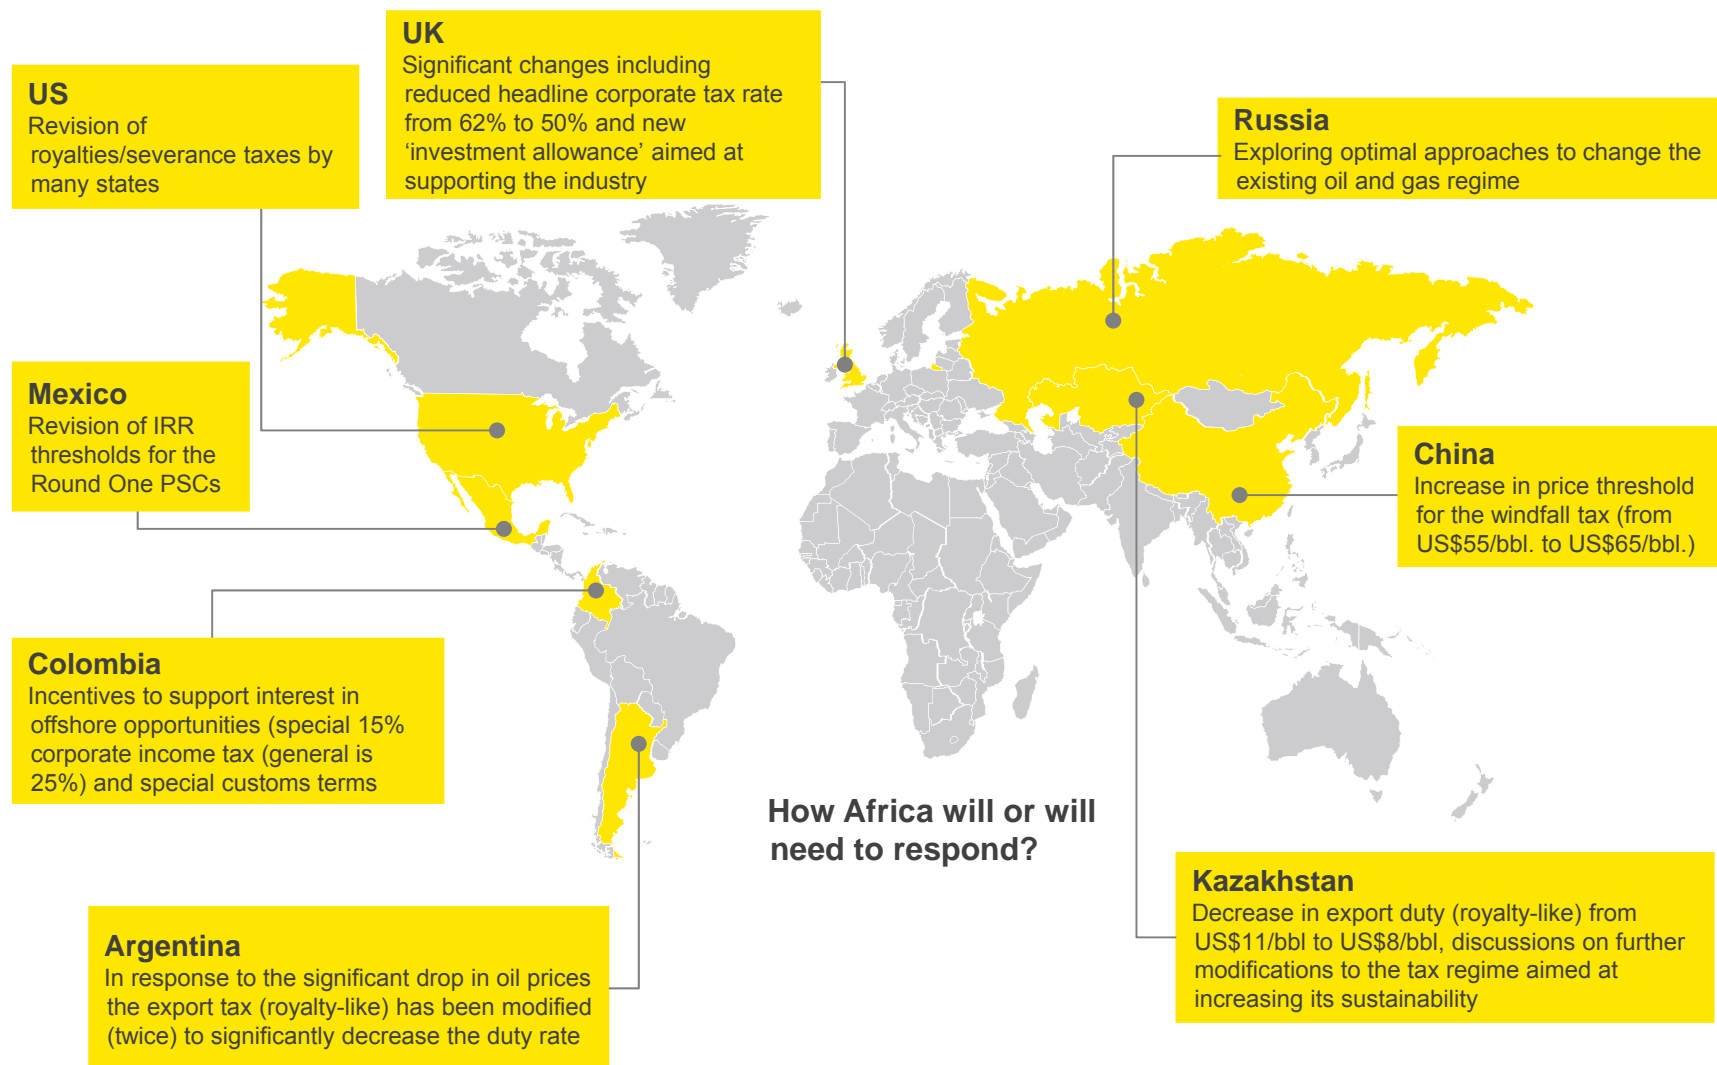 US
Revision of
royalties/severance taxes by
many states
UK
Significant changes including
reduced headline corporate tax rate
from 62% to 50% and new
‘investment allowance’ aimed at
supporting the industry
Russia
Exploring optimal approaches to change the
existing oil and gas regime
Mexico
Revision of IRR
thresholds for the
Round One PSCs
China
Increase in price threshold
for the windfall tax (from
US$55/bbl. to US$65/bbl.)
Colombia
Incentives to support interest in
offshore opportunities (special 15%
corporate income tax (general is
25%) and special customs terms
How Africa will or will
need to respond?
Kazakhstan
Decrease in export duty (royalty-like) from
US$11/bbl to US$8/bbl, discussions on further
modifications to the tax regime aimed at
increasing its sustainability
Argentina
In response to the significant drop in oil prices
the export tax (royalty-like) has been modified
(twice) to significantly decrease the duty rate